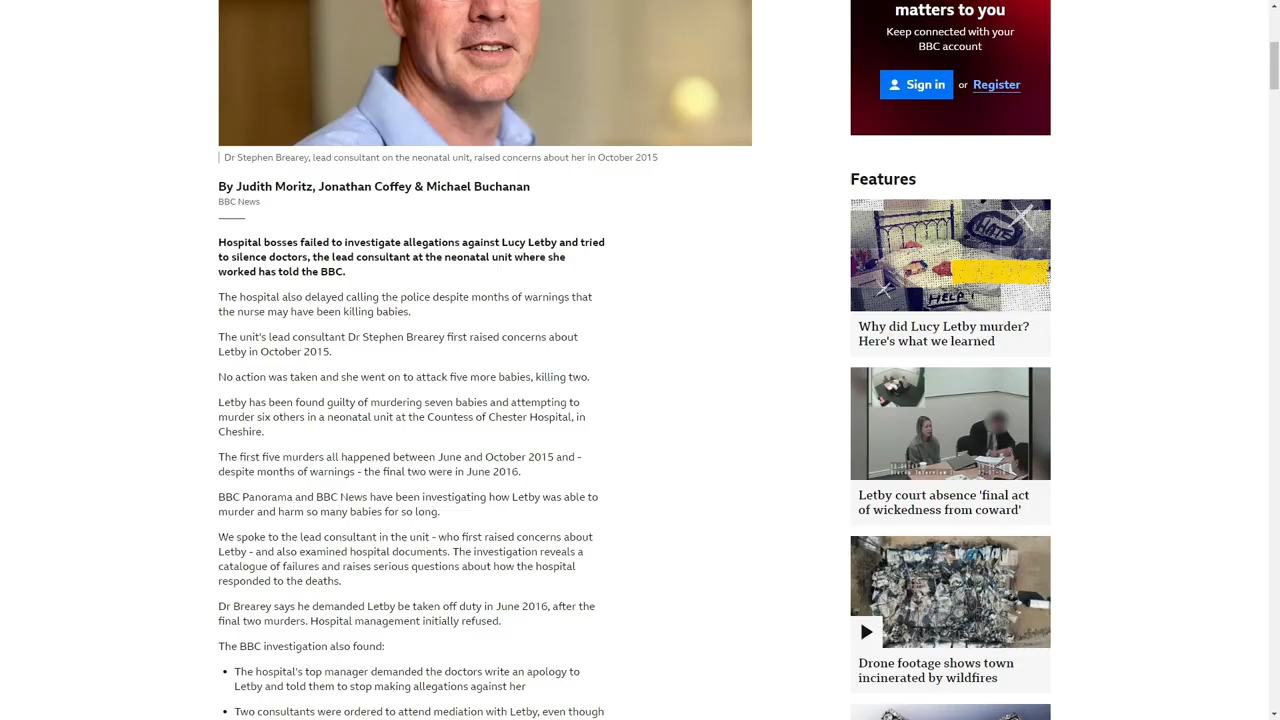 matters to you
Keep connected with your
BBC account
Sign in or Register
Dr Stephen Brearey, lead consultant on the neonatal unit, raised concerns about her in October 2015
By Judith Moritz, Jonathan Coffey & Michael Buchanan
BBC News
Hospital bosses failed to investigate allegations against Lucy Letby and tried
to silence doctors, the lead consultant at the neonatal unit where she
worked has told the BBC.
The hospital also delayed calling the police despite months of warnings that
the nurse may have been killing babies.
The unit's lead consultant Dr Stephen Brearey first raised concerns about
Letby in October 2015.
No action was taken and she went on to attack five more babies, killing two.
Letby has been found guilty of murdering seven babies and attempting to
murder six others in a neonatal unit at the Countess of Chester Hospital, in
Cheshire.
The first five murders all happened between June and October 2015 and -
despite months of warnings - the final two were in June 2016.
BBC Panorama and BBC News have been investigating how Letby was able to
murder and harm so many babies for so long.
We spoke to the lead consultant in the unit - who first raised concerns about
Letby - and also examined hospital documents. The investigation reveals a
catalogue of failures and raises serious questions about how the hospital
responded to the deaths.
Dr Brearey says he demanded Letby be taken off duty in June 2016, after the
final two murders. Hospital management initially refused.
The BBC investigation also found:
• The hospital's top manager demanded the doctors write an apology to
Letby and told them to stop making allegations against her
• Two consultants were ordered to attend mediation with Letby, even though
Features
HATE
HELP
Why did Lucy Letby murder?
Here's what we learned
Letby court absence 'final act
of wickedness from coward'
Drone footage shows town
incinerated by wildfires